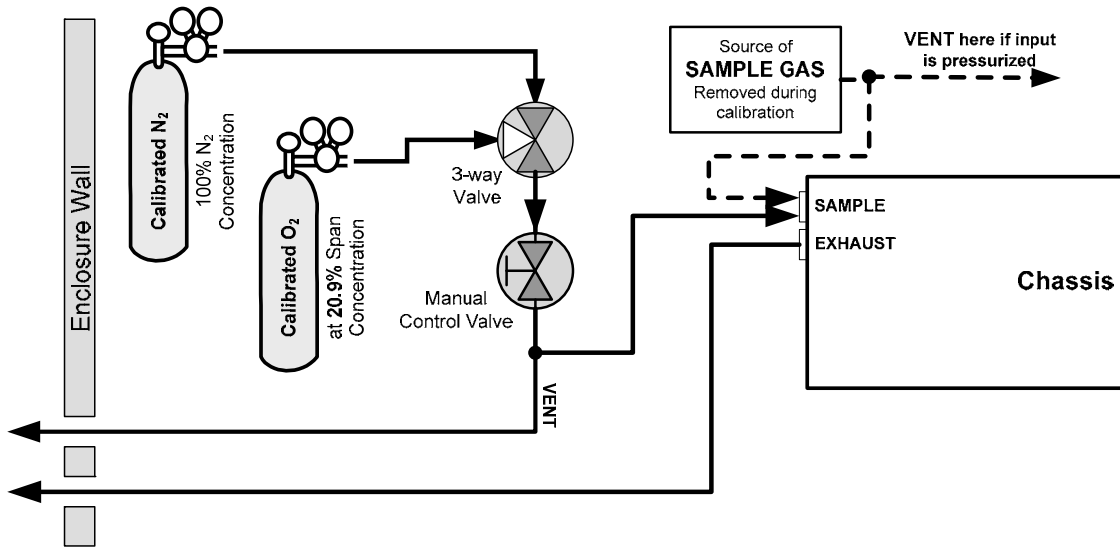 Enclosure Wall
Calibrated N₂
100% N₂
Concentration
Calibrated O₂
at 20.9% Span
Concentration
3-way
Valve
Manual
Control Valve
VENT
Source of
SAMPLE GAS
Removed during
calibration
VENT here if input
is pressurized
SAMPLE
EXHAUST
Chassis